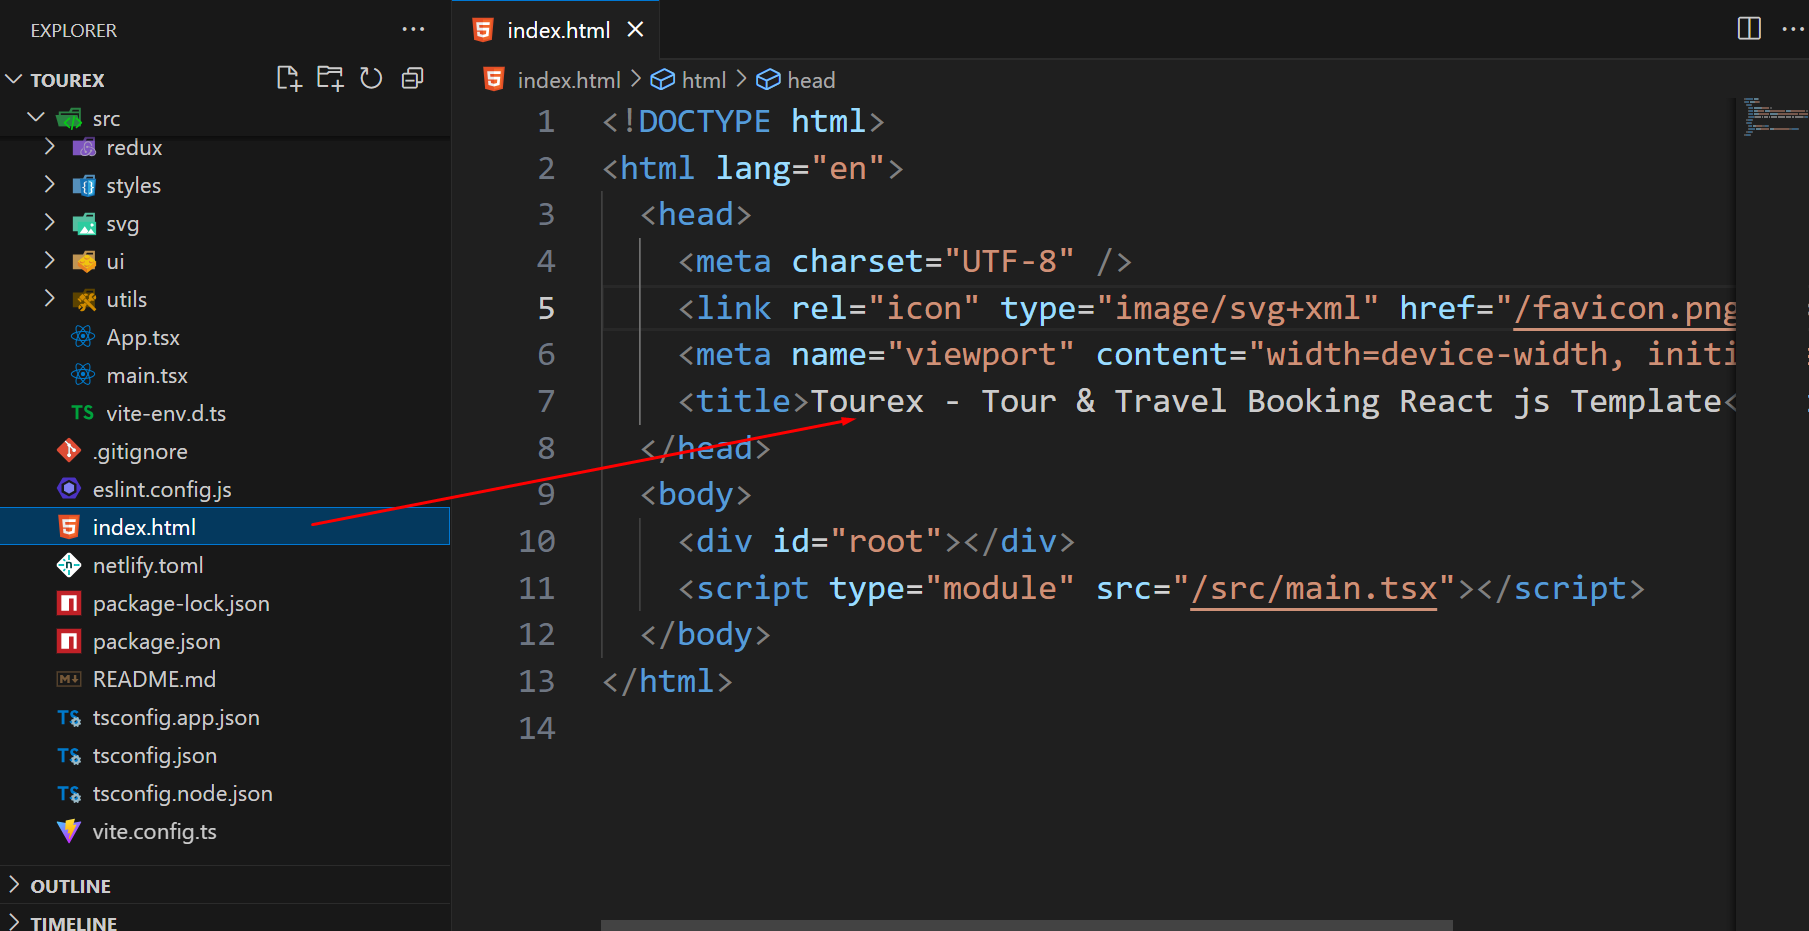 EXPLORER
TOUREX
src
redux
styles
svg
ui
utils
App.tsx
main.tsx
TS vite-env.d.ts
.gitignore
eslint.config.js
index.html
netlify.toml
package-lock.json
package.json
README.md
TS tsconfig.app.json
TS tsconfig.json
TS tsconfig.node.json
vite.config.ts
OUTLINE
TIMELINE
index.html
index.html > html > head
1 <!DOCTYPE html>
2 <html lang="en">
3 <head>
4 <meta charset="UTF-8" />
5 <link rel="icon" type="image/svg+xml" href="/favicon.png
6 <meta name="viewport" content="width=device-width, initi
7 <title>Tourex - Tour & Travel Booking React js Template<
8 </head>
9 <body>
10 <div id="root"></div>
11 <script type="module" src="/src/main.tsx"></script>
12 </body>
13 </html>
14